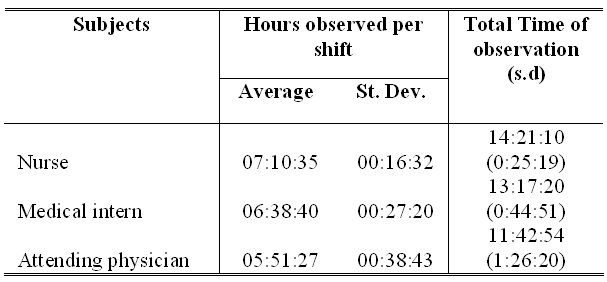 Subjects Hours observed per shift Total Time of observation (s.d)
Average St. Dev.
Nurse 07:10:35 00:16:32 14:21:10 (0:25:19)
Medical intern 06:38:40 00:27:20 13:17:20 (0:44:51)
Attending physician 05:51:27 00:38:43 11:42:54 (1:26:20)